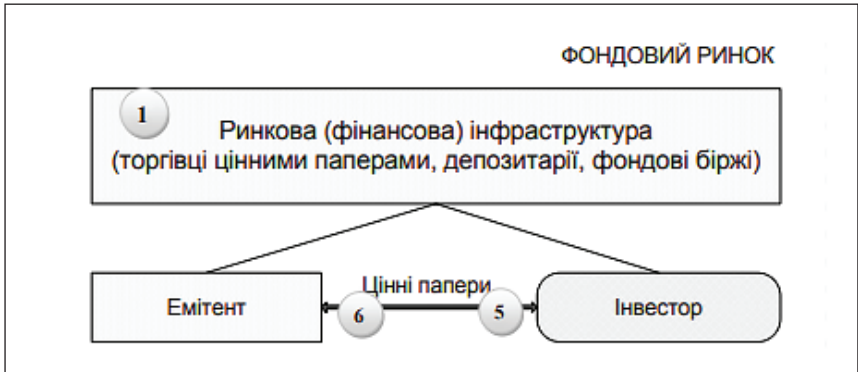 ФОНДОВИЙ РИНОК
1
Ринкова (фінансова) інфраструктура
(торгівці цінними паперами, депозитарії, фондові біржі)
Цінні папери
Емітент
6
5
Інвестор